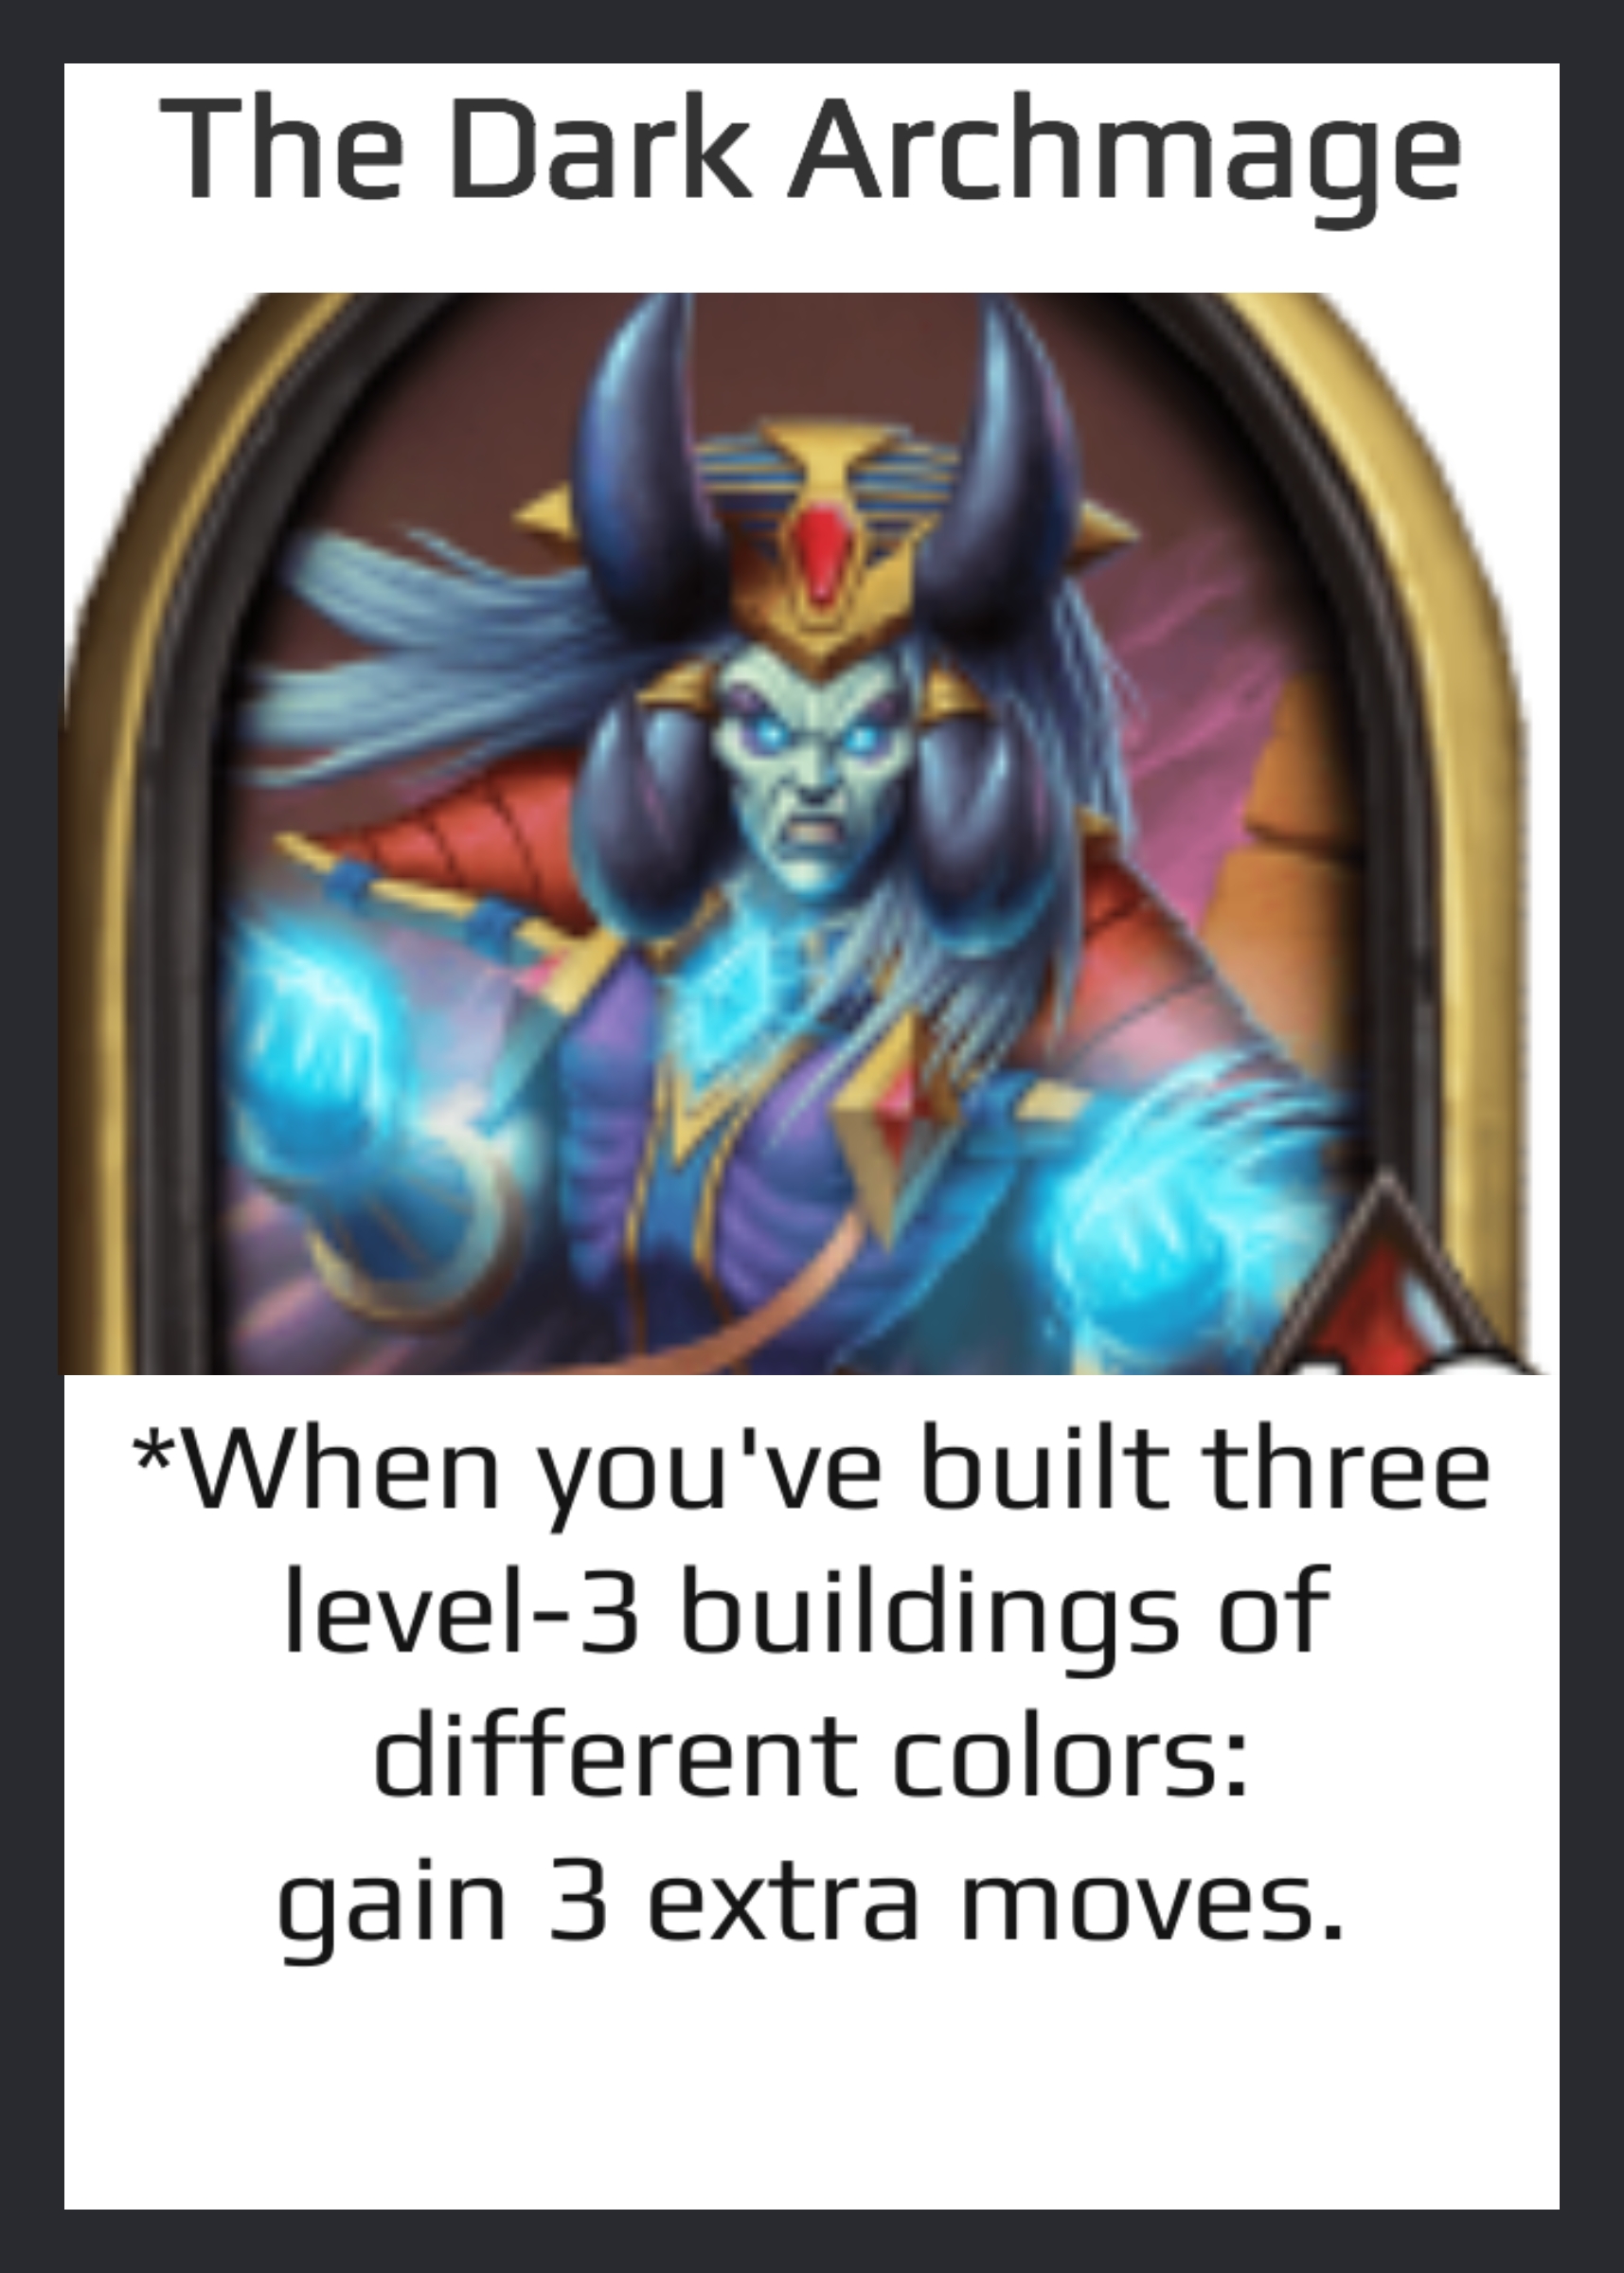 The Dark Archmage
*When you've built three
level-3 buildings of
different colors:
gain 3 extra moves.